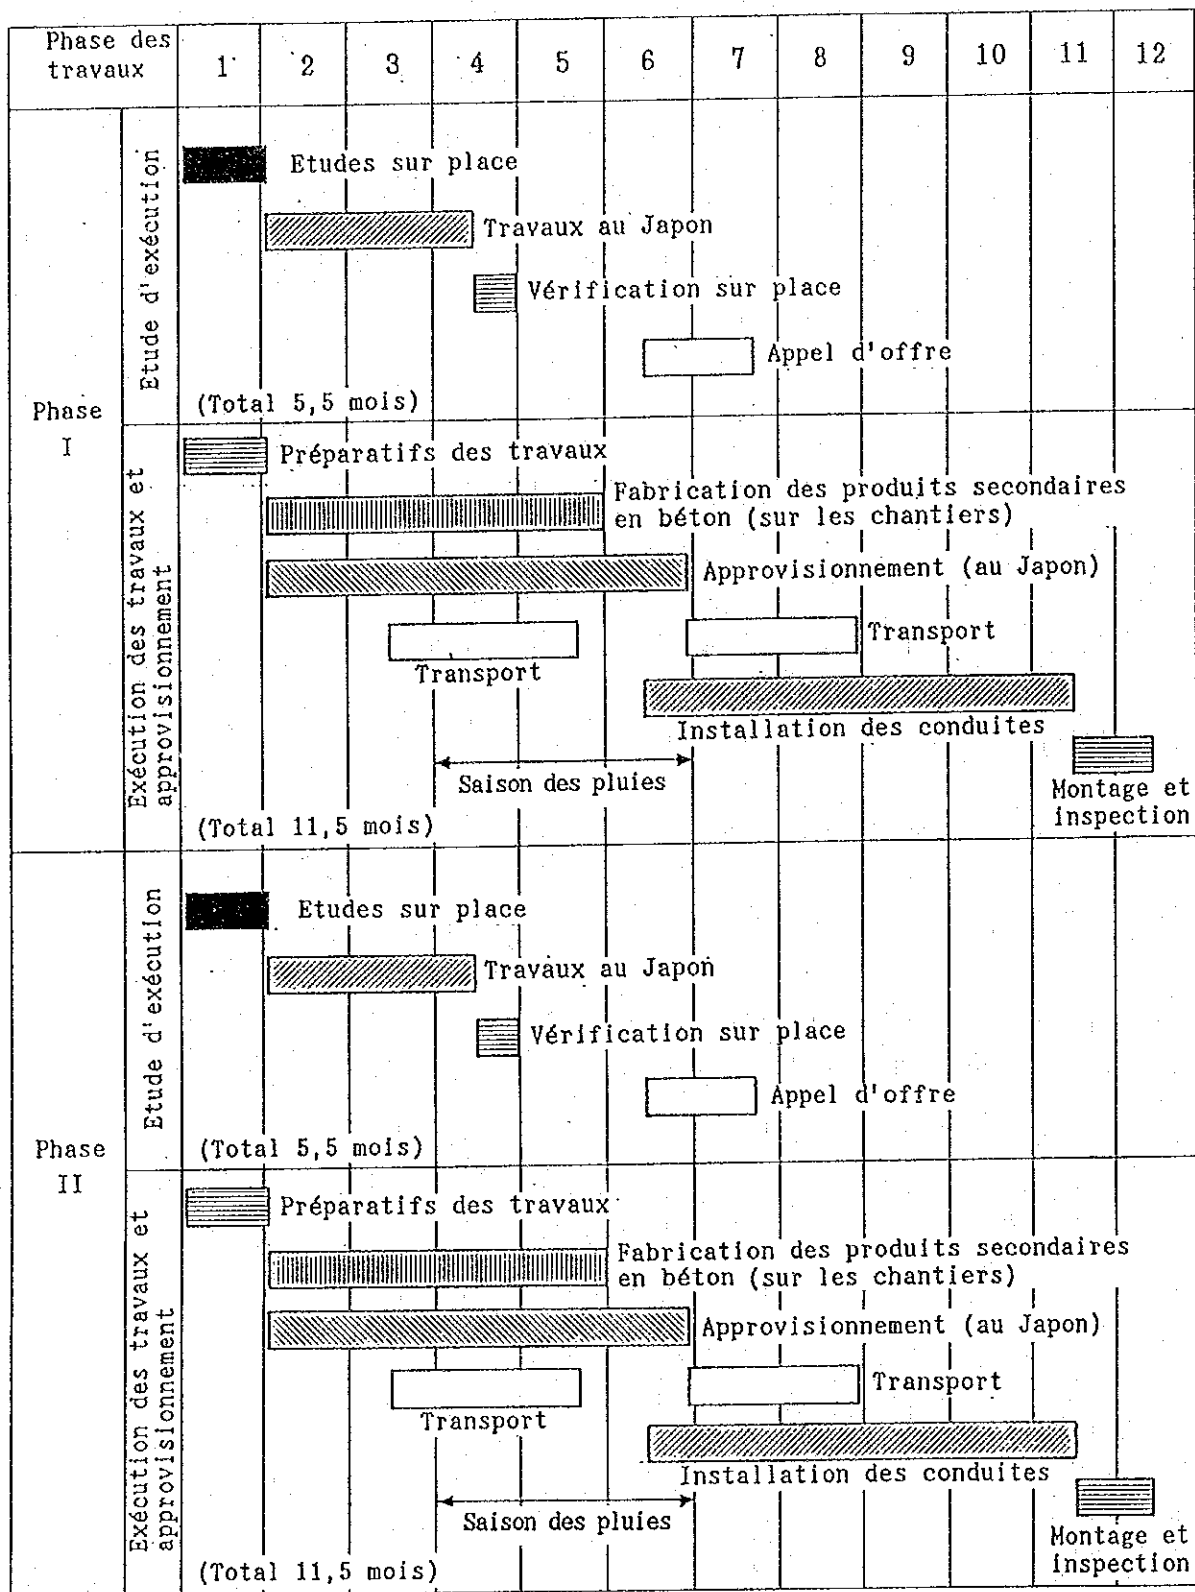 Phase des
travaux
1 2 3 4 5 6 7 8 9 10 11 12
Phase
I
Etude d'exécution
Etudes sur place
Travaux au Japon
Vérification sur place
Appel d'offre
(Total 5,5 mois)
Exécution des travaux et
approvisionnement
Préparatifs des travaux
Fabrication des produits secondaires
en béton (sur les chantiers)
Approvisionnement (au Japon)
Transport
Transport
Installation des conduites
Saison des pluies
Montage et
inspection
(Total 11,5 mois)
Phase
II
Etude d'exécution
Etudes sur place
Travaux au Japon
Vérification sur place
Appel d'offre
(Total 5,5 mois)
Exécution des travaux et
approvisionnement
Préparatifs des travaux
Fabrication des produits secondaires
en béton (sur les chantiers)
Approvisionnement (au Japon)
Transport
Transport
Installation des conduites
Saison des pluies
Montage et
inspection
(Total 11,5 mois)